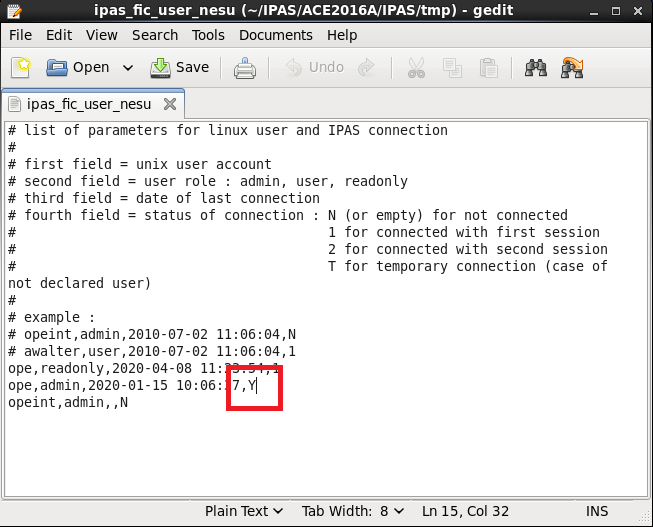 ipas_fic_user_nesu (~/IPAS/ACE2016A/IPAS/tmp) - gedit
File Edit View Search Tools Documents Help
Open Save Undo
ipas_fic_user_nesu
# list of parameters for linux user and IPAS connection
#
# first field = unix user account
# second field = user role : admin, user, readonly
# third field = date of last connection
# fourth field = status of connection : N (or empty) for not connected
# 1 for connected with first session
# 2 for connected with second session
# T for temporary connection (case of
not declared user)
#
# example :
# opeint,admin,2010-07-02 11:06:04,N
# awalter,user,2010-07-02 11:06:04,1
ope,readonly,2020-04-08 11:23:54,1
ope,admin,2020-01-15 ,Y
opeint,admin,,N
Plain Text Tab Width: 8 Ln 15, Col 32 INS